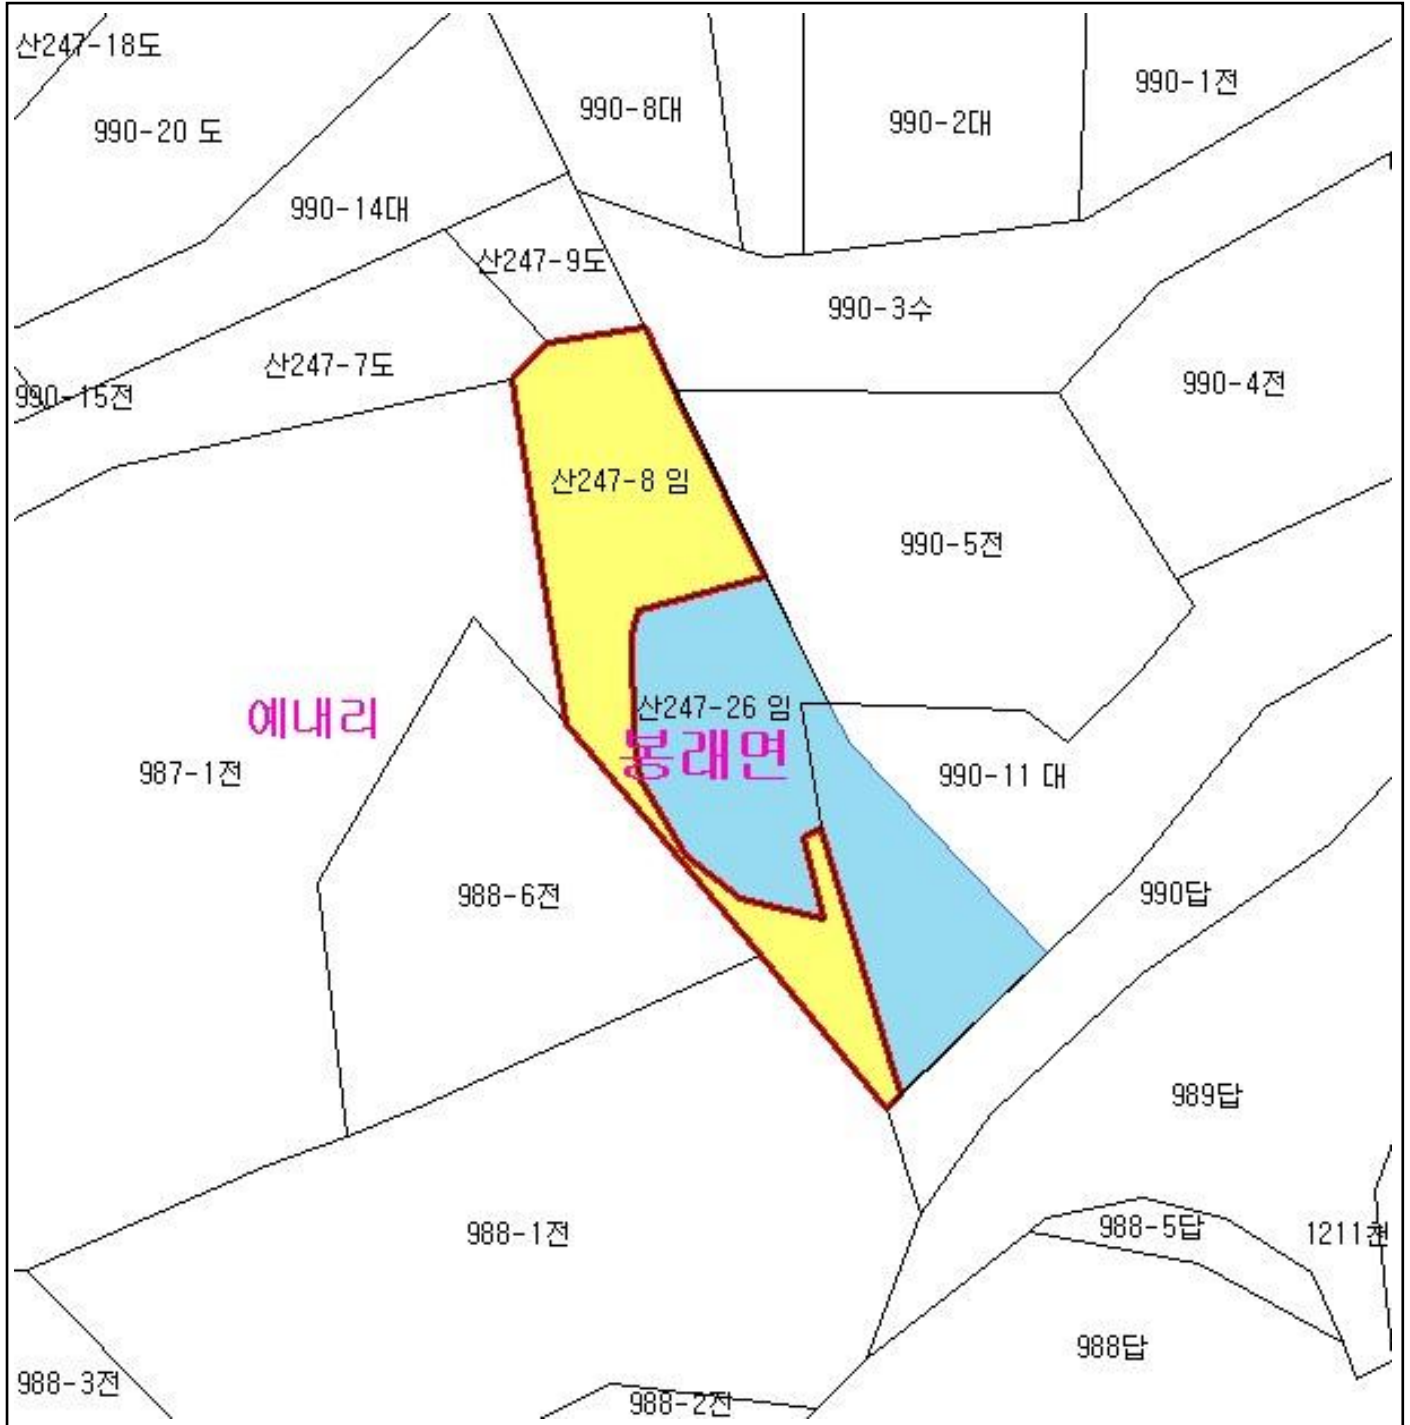 산247-18도
990-1전
990-8대
990-2대
990-20 도
990-14대
산247-9도
990-3수
산247-7도
990-15전
990-4전
산247-8 임
990-5전
산247-26 임
예내리
봉래면
987-1전
990-11 대
988-6전
990답
989답
988-1전
988-5답
1211천
988답
988-3전
988-2전